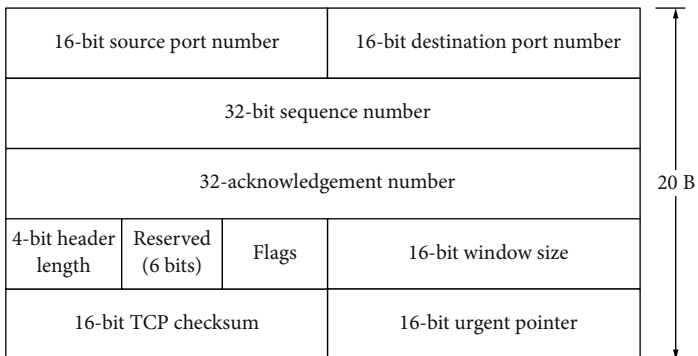 16-bit source port number
16-bit destination port number
32-bit sequence number
32-acknowledgement number
20 B
4-bit header
length
Reserved
(6 bits)
Flags
16-bit window size
16-bit TCP checksum
16-bit urgent pointer